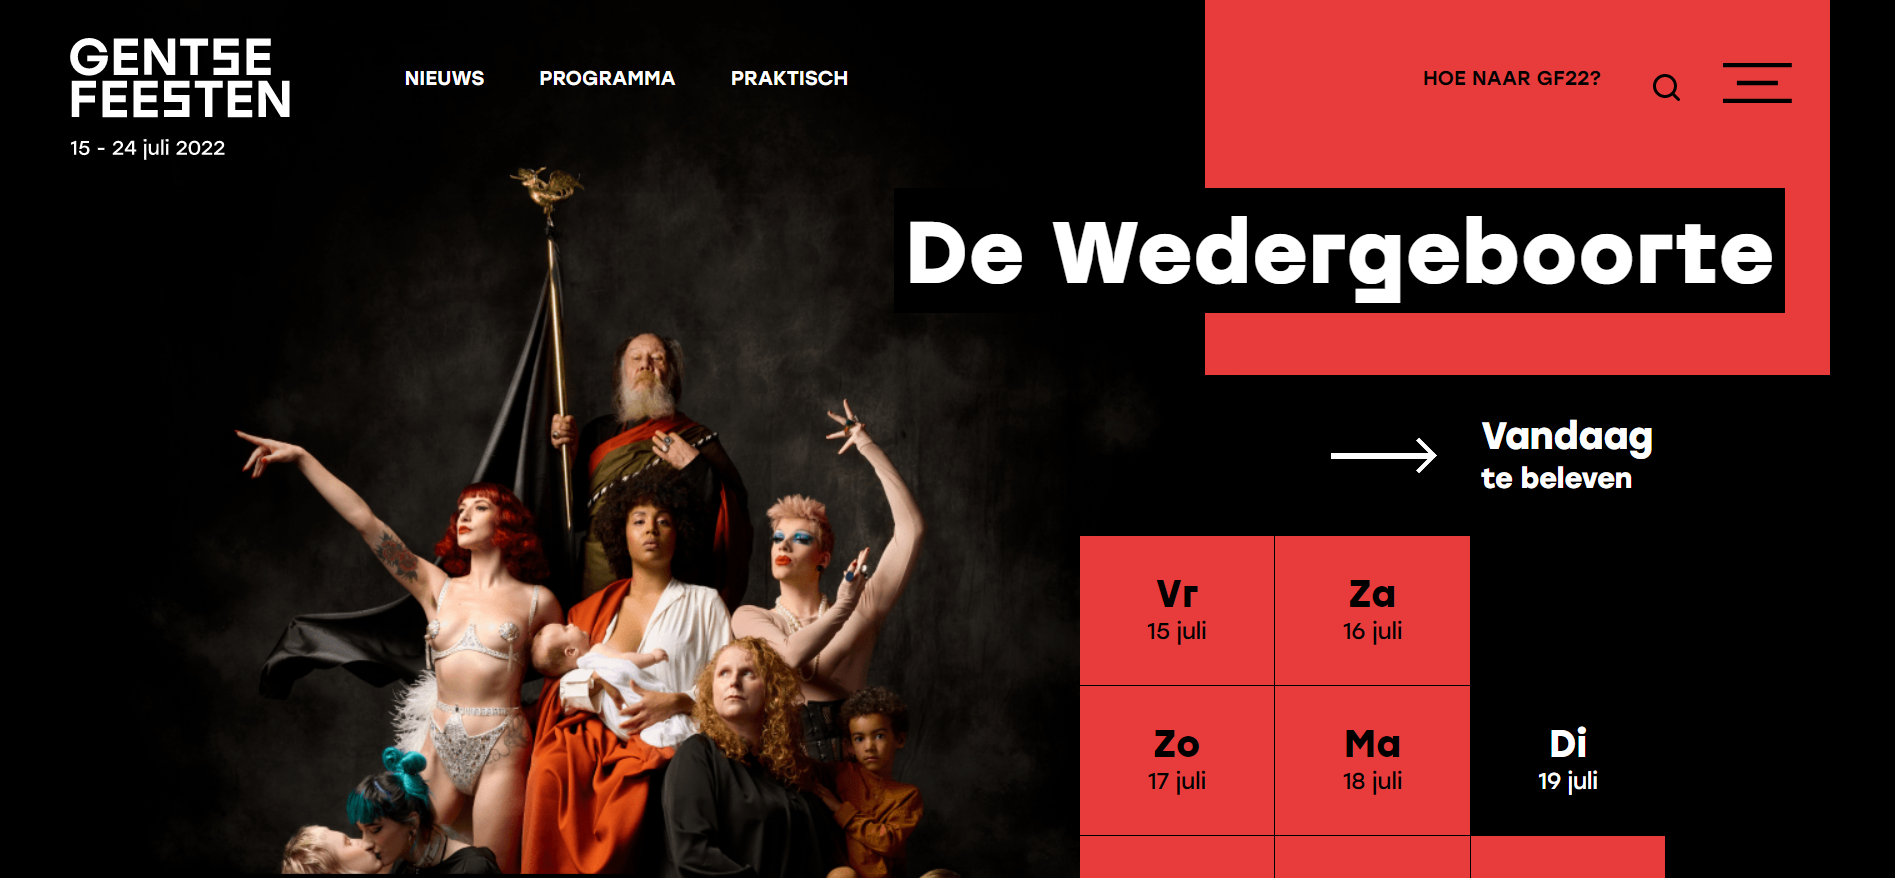 GENTSE
FEESTEN
15 - 24 juli 2022
NIEUWS
PROGRAMMA
PRAKTISCH
HOE NAAR GF22?
De Wedergeboorte
Vandaag
te beleven
Vr
15 juli
Za
16 juli
Zo
17 juli
Ma
18 juli
Di
19 juli